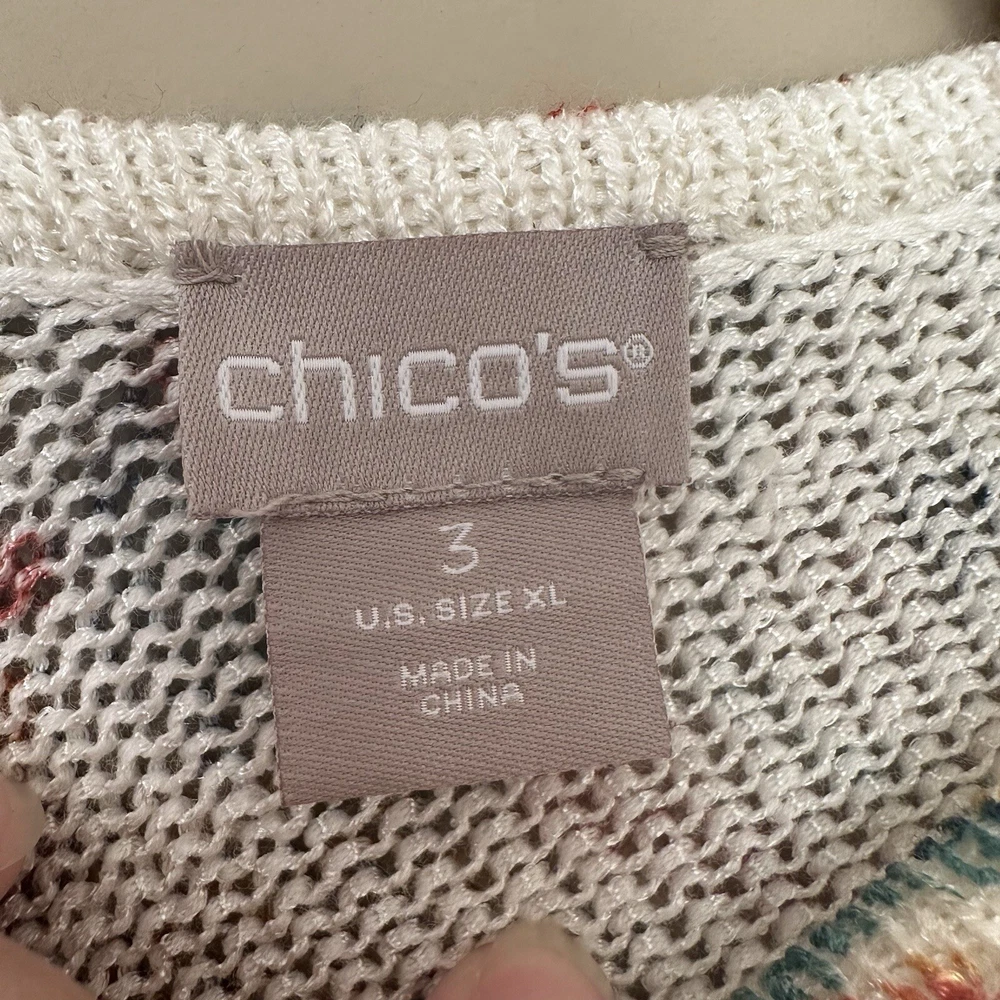 chico's®
3
U.S. SIZE XL
MADE IN
CHINA